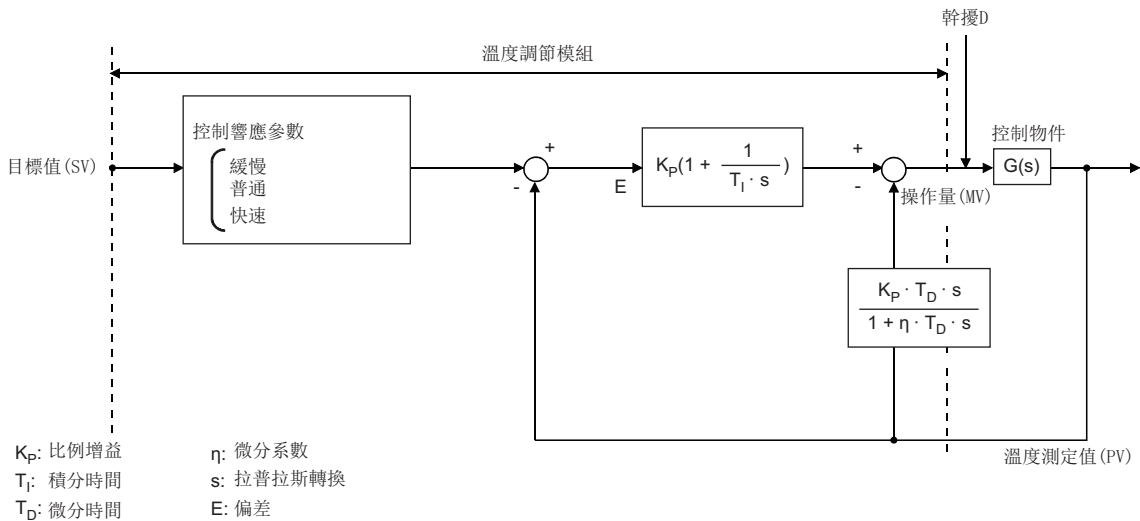 幹擾D
溫度調節模組
控制響應參數
緩慢
普通
快速
目標值(SV)
+
-
E
K_P(1 + 1/(T_I · s))
+
-
控制物件
G(s)
操作量(MV)
K_P · T_D · s
1 + η · T_D · s
溫度測定值(PV)
K_P: 比例增益
η: 微分系數
T_I: 積分時間
s: 拉普拉斯轉換
T_D: 微分時間
E: 偏差